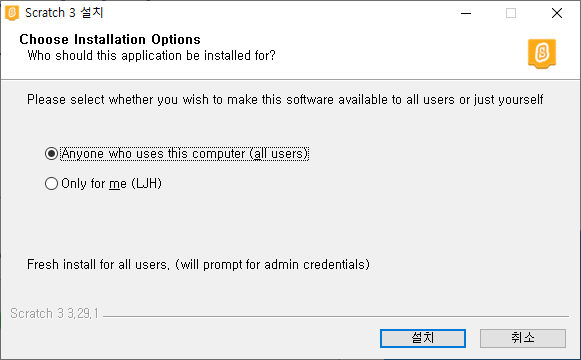 Scratch 3 설치
Choose Installation Options
Who should this application be installed for?
Please select whether you wish to make this software available to all users or just yourself
Anyone who uses this computer (all users)
Only for me (LJH)
Fresh install for all users. (will prompt for admin credentials)
Scratch 3 3.29.1
설치
취소